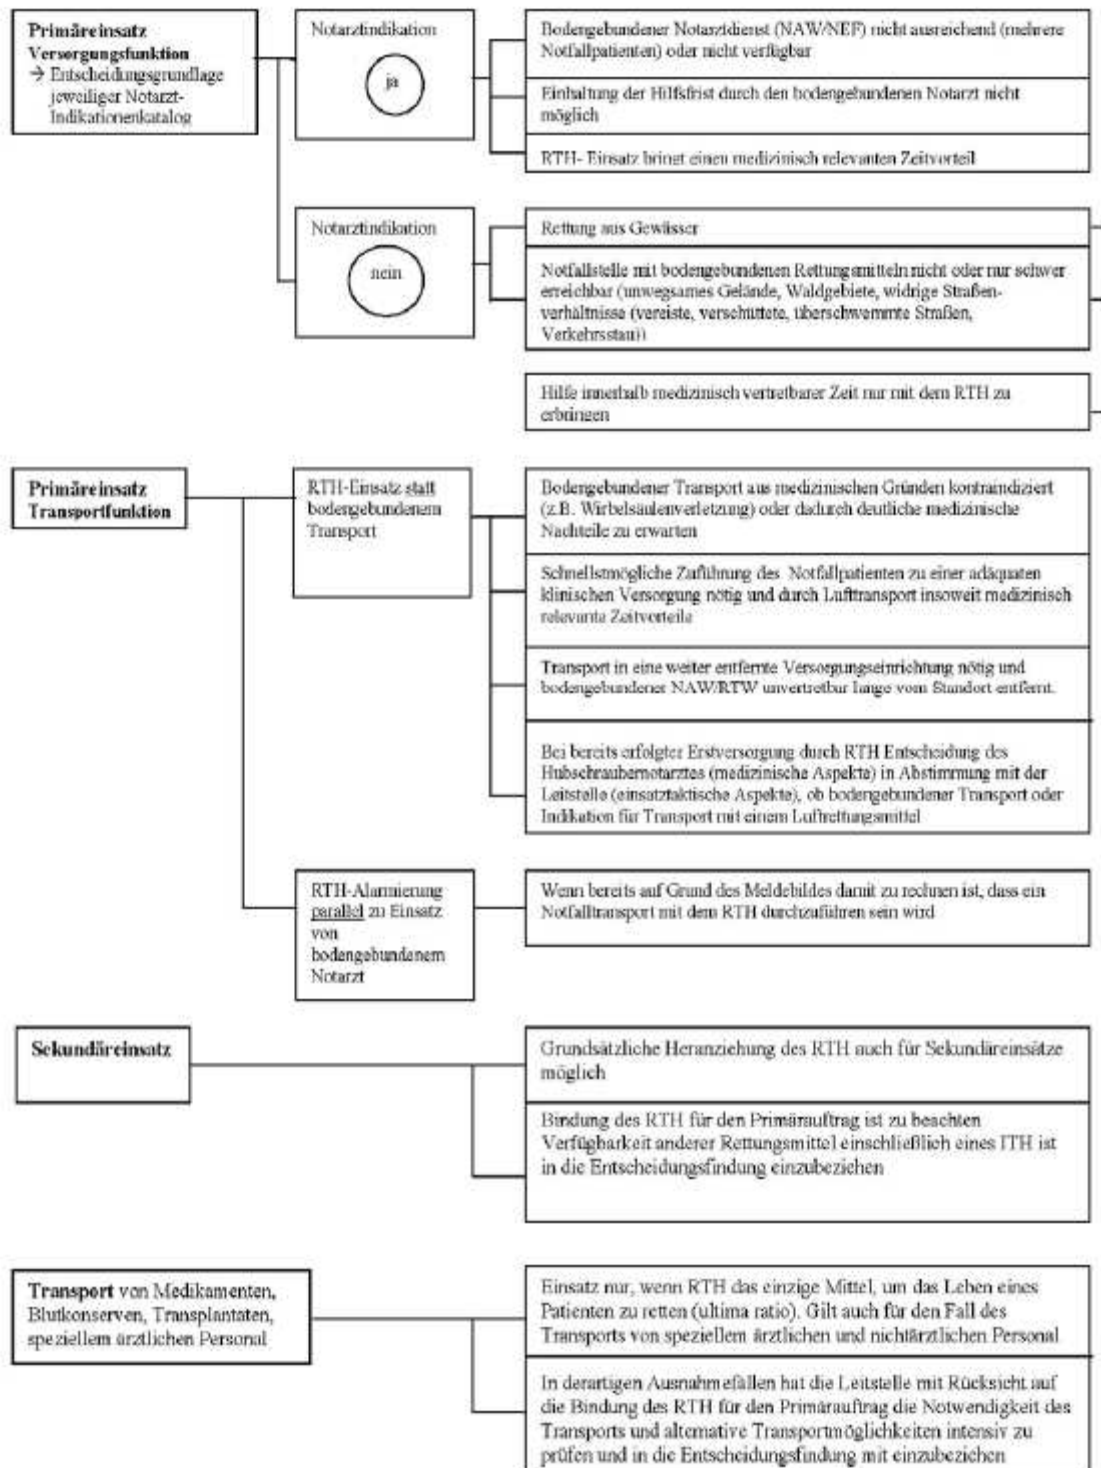 Primäreinsatz
Versorgungsfunktion
→ Entscheidungsgrundlage
jeweiliger Notarzt-
Indikationenkatalog
Notarztindikation
ja
Bodengebundener Notarztdienst (NAW/NEF) nicht ausreichend (mehrere
Notfallpatienten) oder nicht verfügbar
Einhaltung der Hilfsfrist durch den bodengebundenen Notarzt nicht
möglich
RTH- Einsatz bringt einen medizinisch relevanten Zeitvorteil
Notarztindikation
nein
Rettung aus Gewässer
Notfallstelle mit bodengebundenen Rettungsmitteln nicht oder nur schwer
erreichbar (unwegsames Gelände, Waldgebiete, widrige Straßen-
verhältnisse (vereiste, verschüttete, überschwemmte Straßen,
Verkehrsstau))
Hilfe innerhalb medizinisch vertretbarer Zeit nur mit dem RTH zu
erbringen
Primäreinsatz
Transportfunktion
RTH-Einsatz statt
bodengebundenem
Transport
Bodengebundener Transport aus medizinischen Gründen kontraindiziert
(z.B. Wirbelsäulenverletzung) oder dadurch deutliche medizinische
Nachteile zu erwarten
Schnellstmögliche Zuführung des Notfallpatienten zu einer adäquaten
klinischen Versorgung nötig und durch Lufttransport insoweit medizinisch
relevante Zeitvorteile
Transport in eine weiter entfernte Versorgungseinrichtung nötig und
bodengebundener NAW/RTW unvertretbar lange vom Standort entfernt.
Bei bereits erfolgter Erstversorgung durch RTH Entscheidung des
Hubschraubernotarztes (medizinische Aspekte) in Abstimmung mit der
Leitstelle (einsatztaktische Aspekte), ob bodengebundener Transport oder
Indikation für Transport mit einem Luftrettungsmittel
RTH-Alarmierung
parallel zu Einsatz
von
bodengebundenem
Notarzt
Wenn bereits auf Grund des Meldebildes damit zu rechnen ist, dass ein
Notfalltransport mit dem RTH durchzuführen sein wird
Sekundäreinsatz
Grundsätzliche Heranziehung des RTH auch für Sekundäreinsätze
möglich
Bindung des RTH für den Primärauftrag ist zu beachten
Verfügbarkeit anderer Rettungsmittel einschließlich eines ITH ist
in die Entscheidungsfindung einzubeziehen
Transport von Medikamenten,
Blutkonserven, Transplantaten,
speziellem ärztlichen Personal
Einsatz nur, wenn RTH das einzige Mittel, um das Leben eines
Patienten zu retten (ultima ratio). Gilt auch für den Fall des
Transports von speziellem ärztlichen und nichtärztlichen Personal
In derartigen Ausnahmefällen hat die Leitstelle mit Rücksicht auf
die Bindung des RTH für den Primärauftrag die Notwendigkeit des
Transports und alternative Transportmöglichkeiten intensiv zu
prüfen und in die Entscheidungsfindung mit einzubeziehen